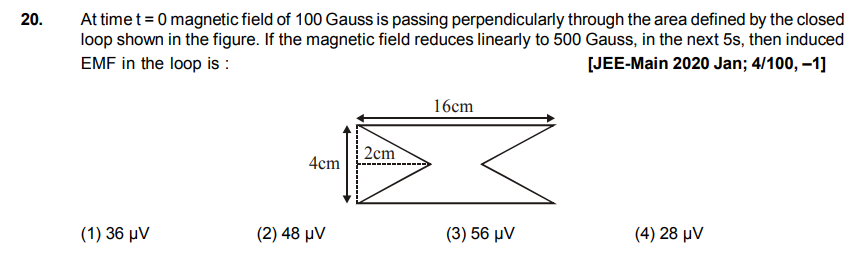 20. At time t = 0 magnetic field of 100 Gauss is passing perpendicularly through the area defined by the closed
loop shown in the figure. If the magnetic field reduces linearly to 500 Gauss, in the next 5s, then induced
EMF in the loop is : [JEE-Main 2020 Jan; 4/100, –1]
16cm
2cm
4cm
(1) 36 μV (2) 48 μV (3) 56 μV (4) 28 μV